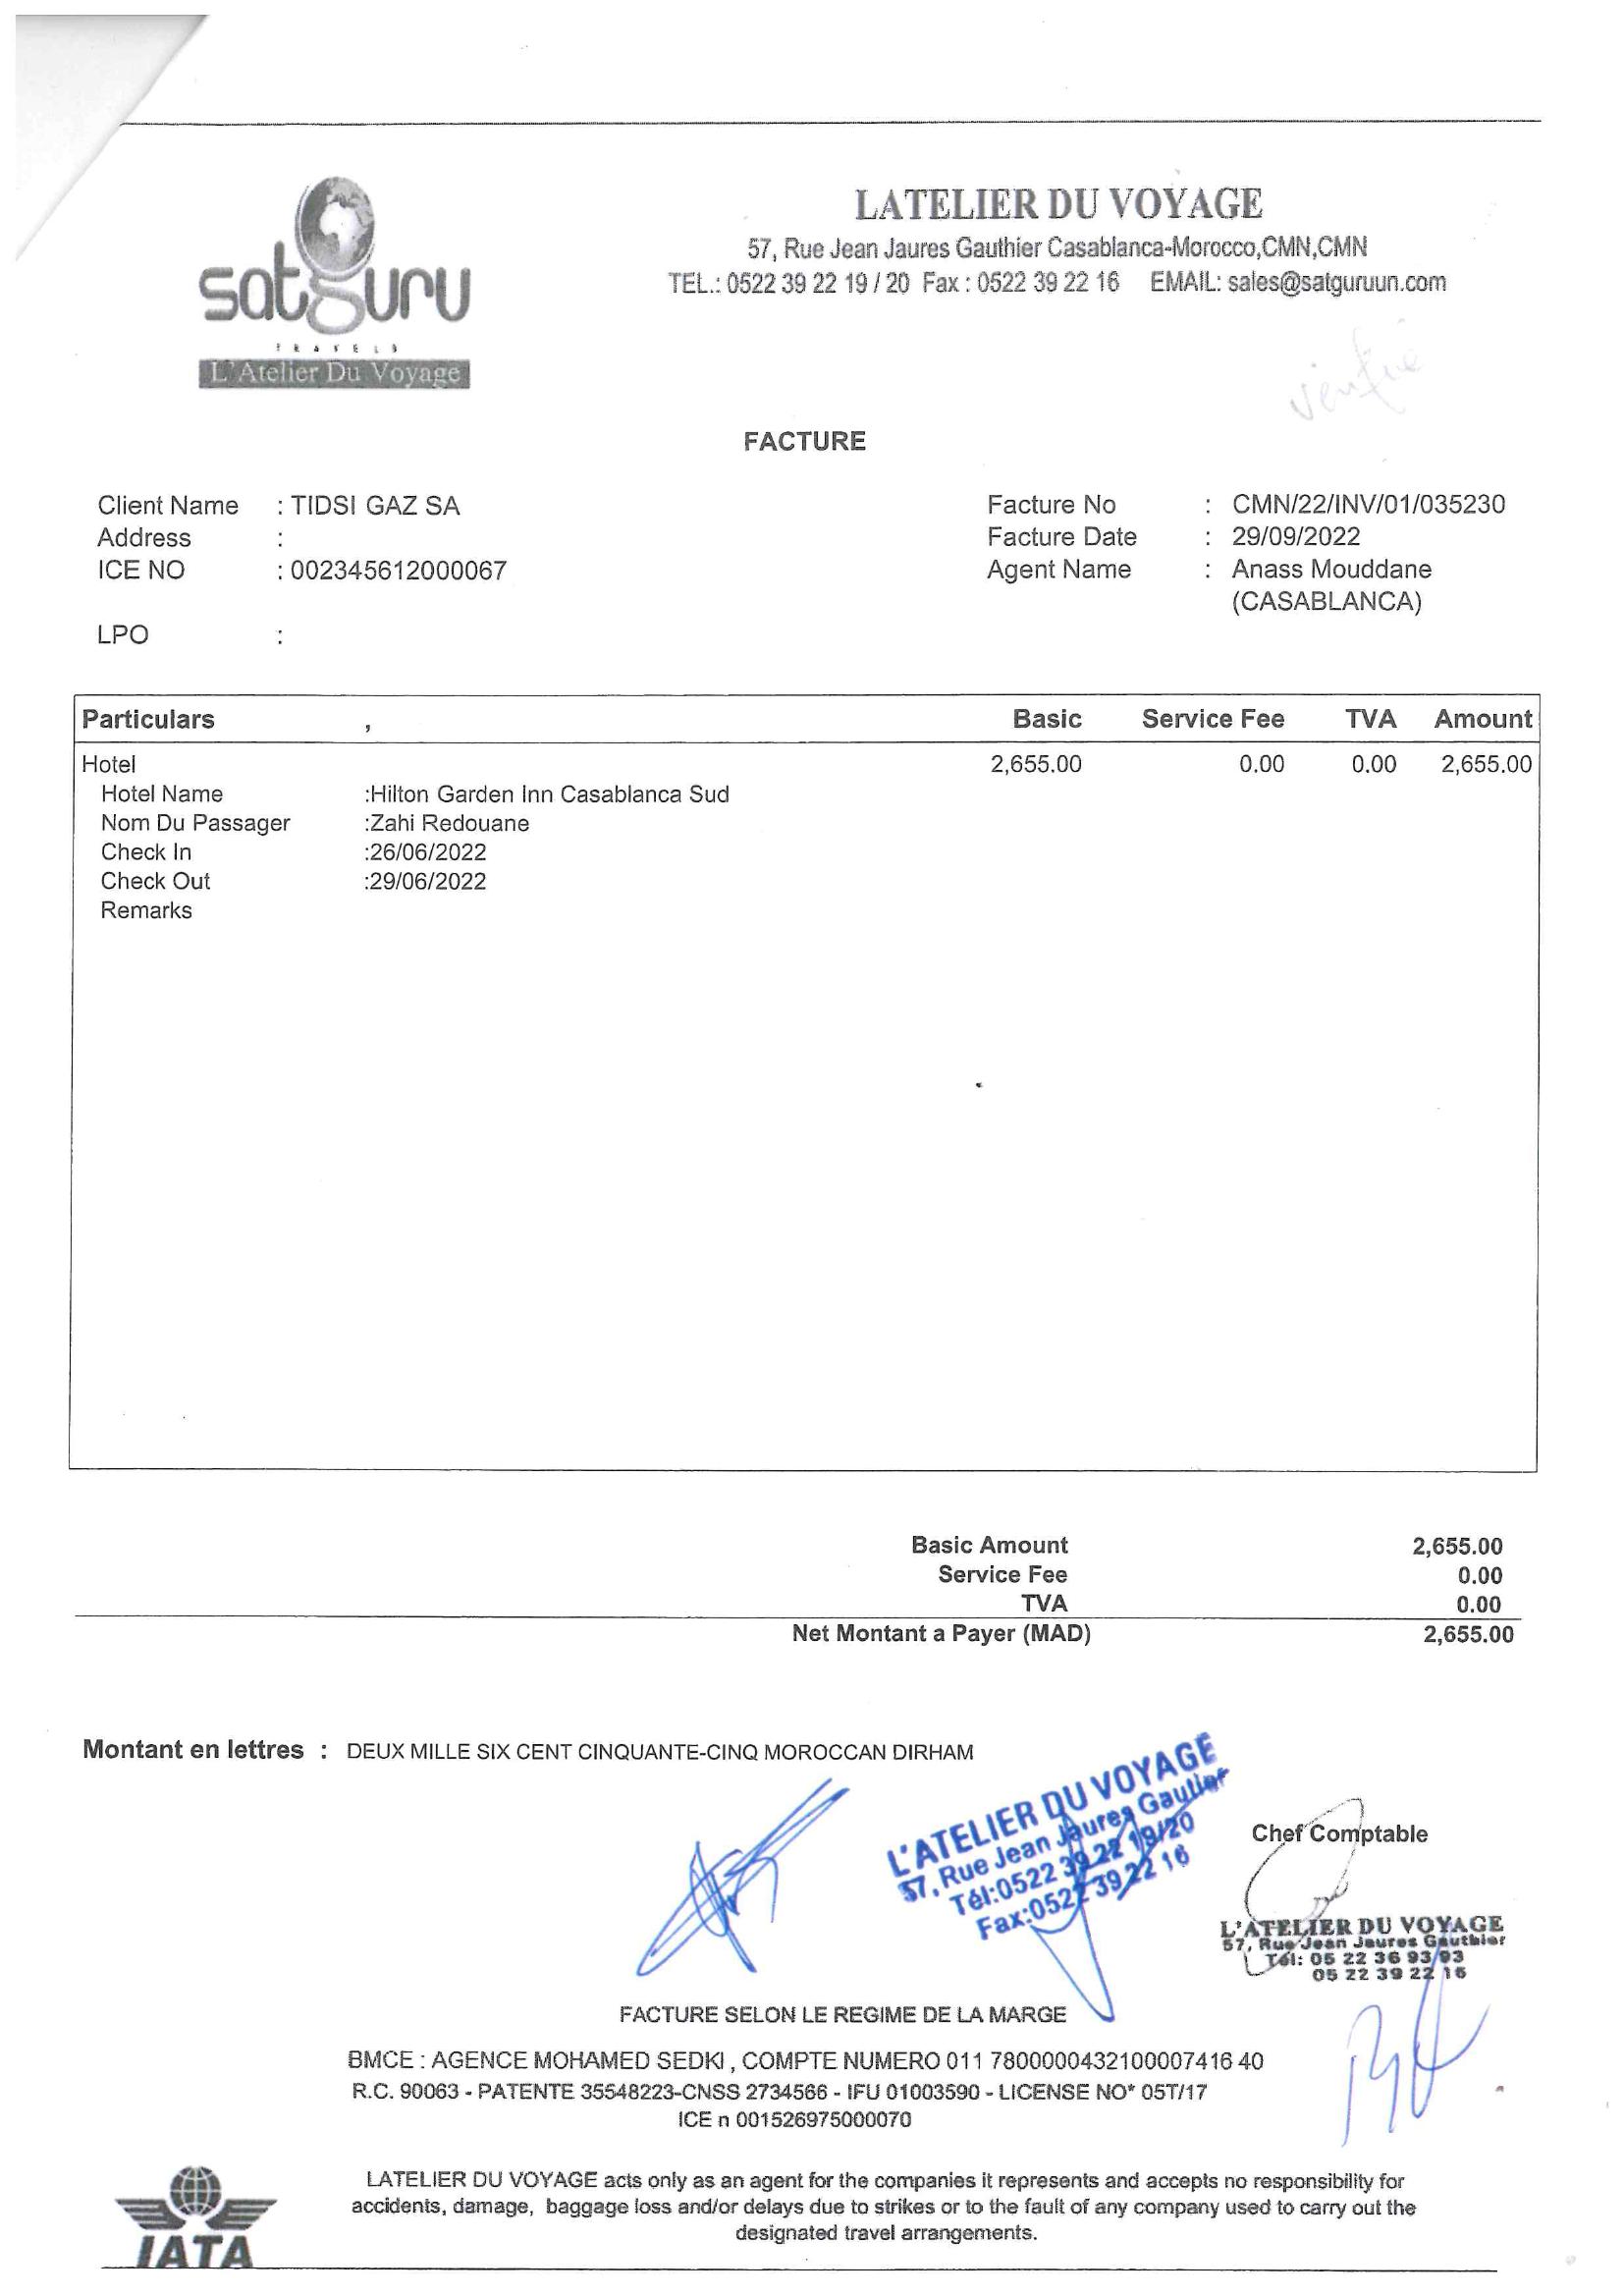 LATELIER DU VOYAGE
57, Rue Jean Jaures Gauthier Casablanca-Morocco,CMN,CMN
TEL.: 0522 39 22 19 / 20 Fax : 0522 39 22 16 EMAIL: sales@satguruun.com
satguru
TRAVELS
L'Atelier Du Voyage
FACTURE
Client Name : TIDSI GAZ SA
Address :
ICE NO : 002345612000067
LPO :
Facture No : CMN/22/INV/01/035230
Facture Date : 29/09/2022
Agent Name : Anass Mouddane
(CASABLANCA)
Particulars , Basic Service Fee TVA Amount
Hotel 2,655.00 0.00 0.00 2,655.00
Hotel Name :Hilton Garden Inn Casablanca Sud
Nom Du Passager :Zahi Redouane
Check In :26/06/2022
Check Out :29/06/2022
Remarks
Basic Amount 2,655.00
Service Fee 0.00
TVA 0.00
Net Montant a Payer (MAD) 2,655.00
Montant en lettres : DEUX MILLE SIX CENT CINQUANTE-CINQ MOROCCAN DIRHAM
L'ATELIER DU VOYAGE
57, Rue Jean Jaures Gautier
Tél:0522 39 22 19/20
Fax:0522 39 22 16
Chef Comptable
L'ATELIER DU VOYAGE
57, Rue Jean Jaures Gauthier
Tél: 05 22 36 93 93
05 22 39 22 16
FACTURE SELON LE REGIME DE LA MARGE
BMCE : AGENCE MOHAMED SEDKI , COMPTE NUMERO 011 7800000432100007416 40
R.C. 90063 - PATENTE 35548223-CNSS 2734566 - IFU 01003590 - LICENSE NO* 05T/17
ICE n 001526975000070
LATELIER DU VOYAGE acts only as an agent for the companies it represents and accepts no responsibility for
accidents, damage, baggage loss and/or delays due to strikes or to the fault of any company used to carry out the
designated travel arrangements.
IATA